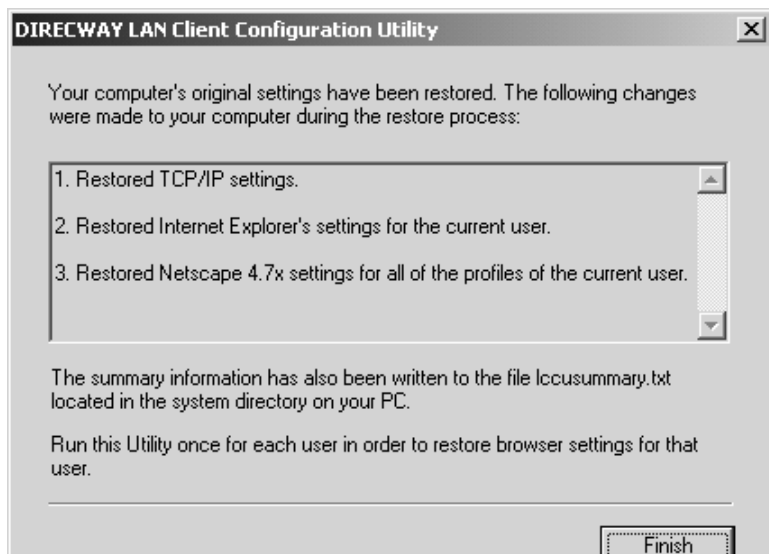 DIRECWAY LAN Client Configuration Utility
Your computer's original settings have been restored. The following changes
were made to your computer during the restore process:
1. Restored TCP/IP settings.
2. Restored Internet Explorer's settings for the current user.
3. Restored Netscape 4.7x settings for all of the profiles of the current user.
The summary information has also been written to the file lccusummary.txt
located in the system directory on your PC.
Run this Utility once for each user in order to restore browser settings for that
user.
Finish